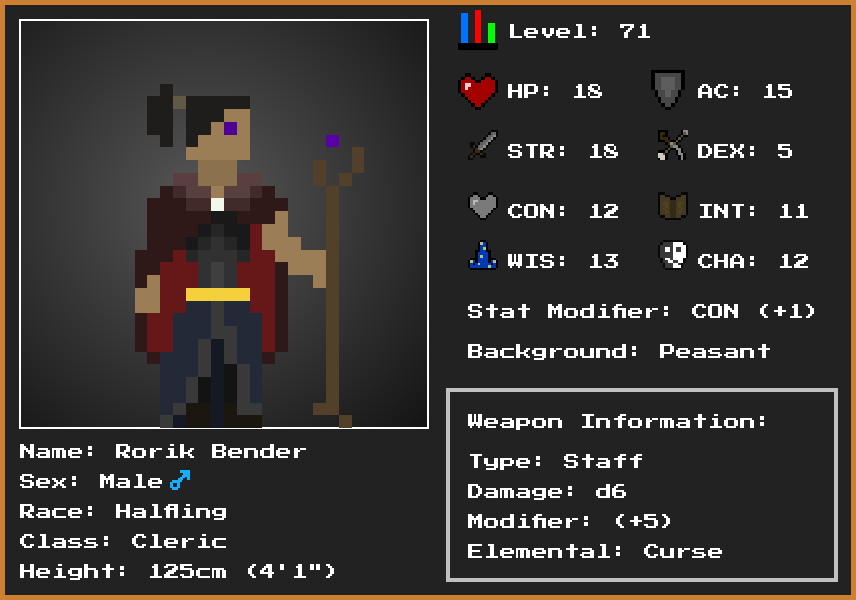 Level: 71
HP: 18
AC: 15
STR: 18
DEX: 5
CON: 12
INT: 11
WIS: 13
CHA: 12
Stat Modifier: CON (+1)
Background: Peasant
Weapon Information:
Type: Staff
Damage: d6
Modifier: (+5)
Elemental: Curse
Name: Rorik Bender
Sex: Male♂
Race: Halfling
Class: Cleric
Height: 125cm (4'1")